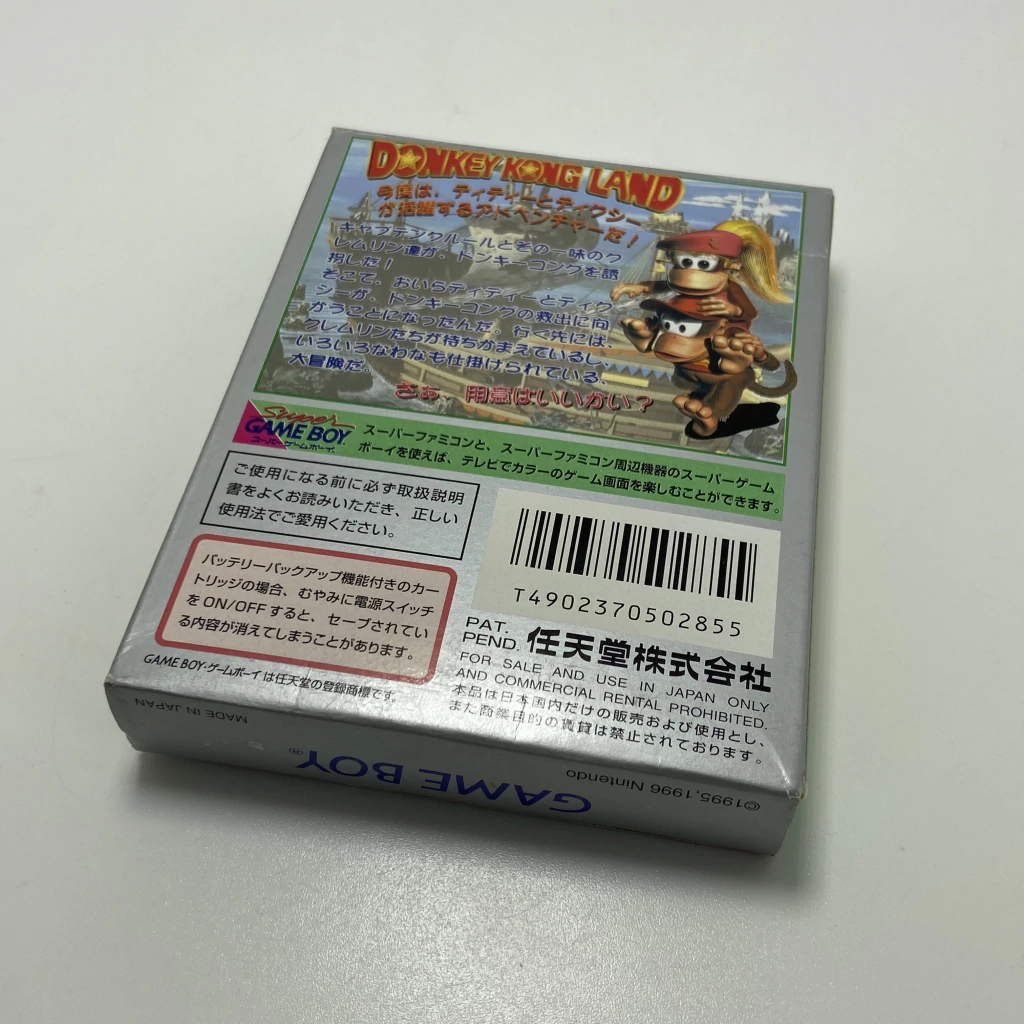 DONKEY KONG LAND
今度は、ディディーとディクシー
が活躍するアドベンチャーだ！
キャプテンクルールとその一味のク
レムリン達が、トンキーコングを誘
拐した！
そこで、おいらディディーとディク
シーが、ドンキーコングの救出に向
かうことになったんだ。行く先には、
クレムリンたちが待ちかまえているし、
いろいろなわなも仕掛けられている、
大冒険だ。
さぁ、用意はいいかい？
Super
GAME BOY
スーパーゲームボーイ
スーパーファミコンと、スーパーファミコン周辺機器のスーパーゲーム
ボーイを使えば、テレビでカラーのゲーム画面を楽しむことができます。
ご使用になる前に必ず取扱説明
書をよくお読みいただき、正しい
使用法でご愛用ください。
バッテリーバックアップ機能付きのカー
トリッジの場合、むやみに電源スイッチ
をON/OFFすると、セーブされてい
る内容が消えてしまうことがあります。
GAME BOY・ゲームボーイは任天堂の登録商標です。
T4902370502855
PAT.
PEND. 任天堂株式会社
FOR SALE AND USE IN JAPAN ONLY
AND COMMERCIAL RENTAL PROHIBITED.
本品は日本国内だけの販売および使用とし、
また商業目的の賃貸は禁止されております。
MADE IN JAPAN
GAME BOY®
©1995,1996 Nintendo